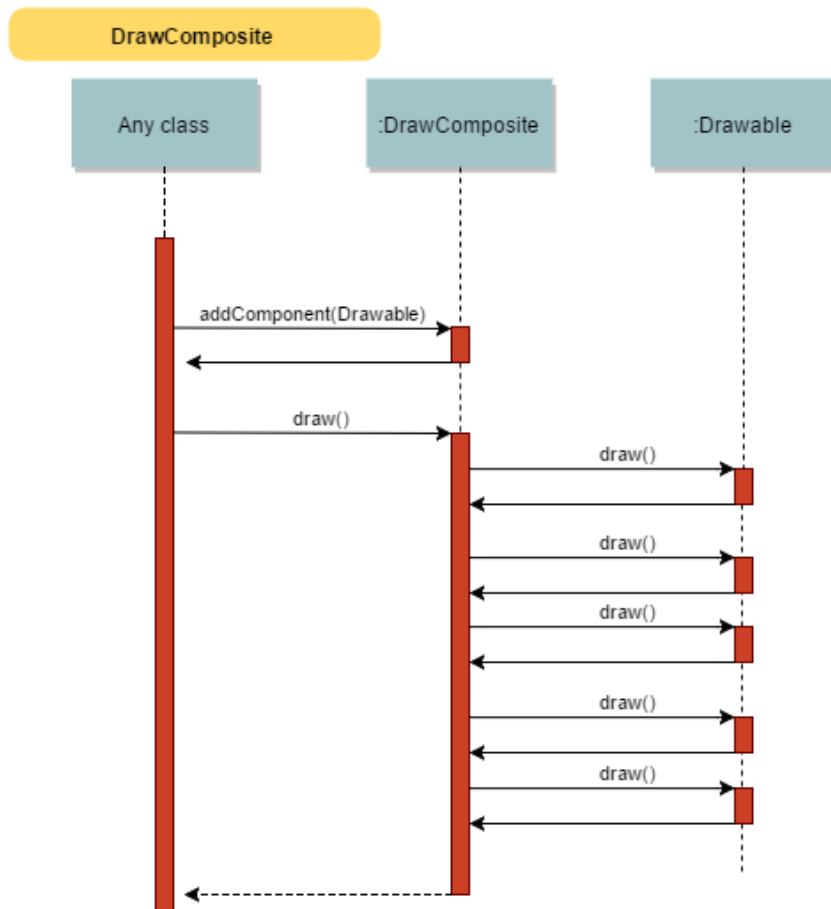 DrawComposite
Any class
:DrawComposite
:Drawable
addComponent(Drawable)
draw()
draw()
draw()
draw()
draw()
draw()